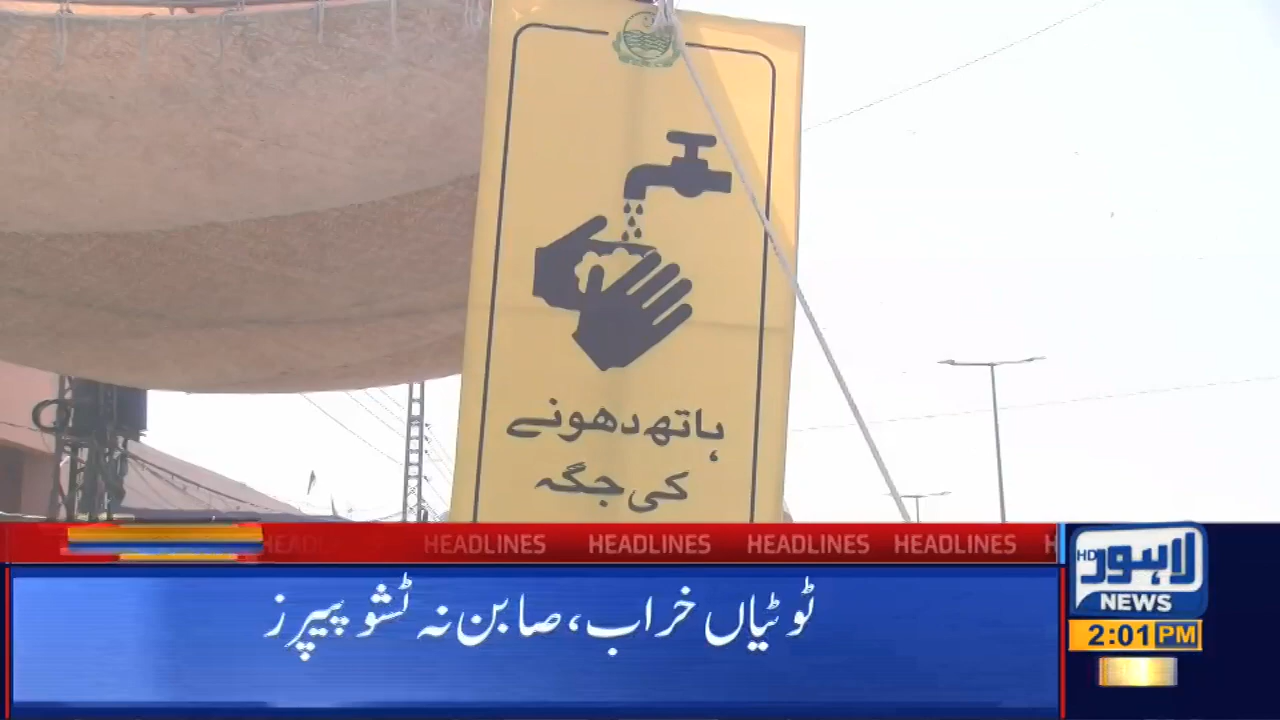 ہاتھ دھونے
کی جگہ
HEADLINES HEADLINES HEADLINES HEADLINES
ٹوٹیاں خراب، صابن نہ ٹشو پیپرز
HD
لاہور
NEWS
2:01 PM